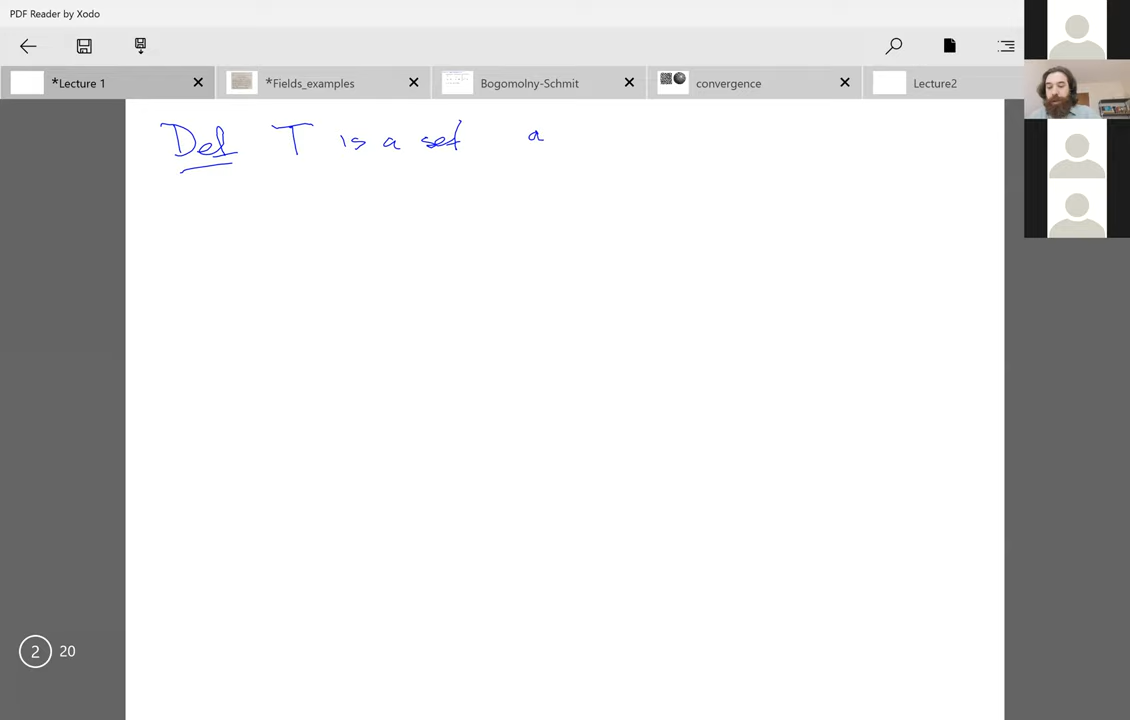 PDF Reader by Xodo
*Lecture 1
*Fields_examples
Bogomolny-Schmit
convergence
Lecture2
Def T is a set a
2 20